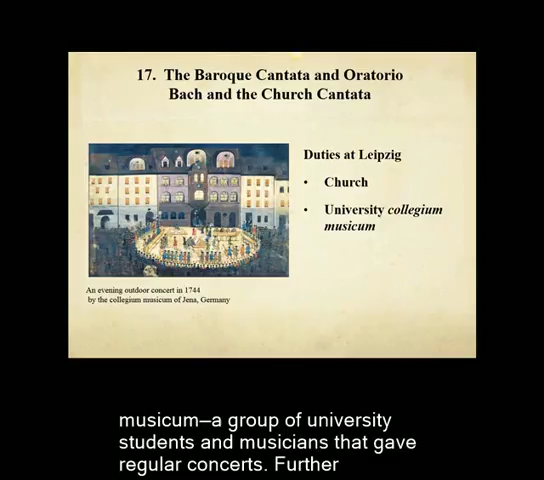 17. The Baroque Cantata and Oratorio
Bach and the Church Cantata
Duties at Leipzig
• Church
• University collegium
musicum
An evening outdoor concert in 1744
by the collegium musicum of Jena, Germany
musicum—a group of university
students and musicians that gave
regular concerts. Further